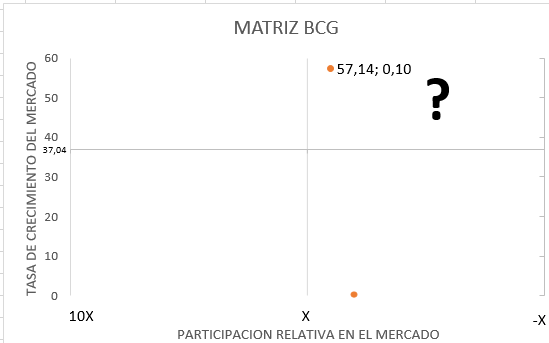 MATRIZ BCG
TASA DE CRECIMIENTO DEL MERCADO
60
57,14; 0,10
?
50
40
37,04
30
20
10
0
10X
X
-X
PARTICIPACION RELATIVA EN EL MERCADO